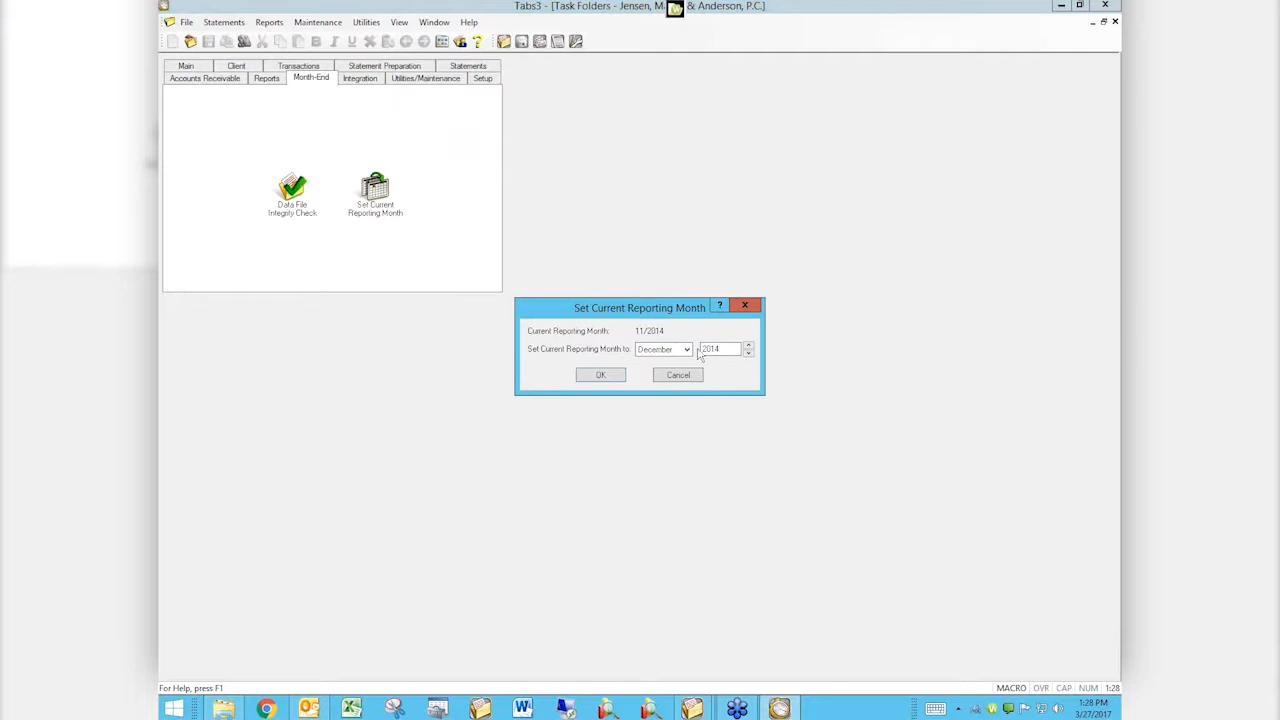 Tabs3 - [Task Folders - Jensen, M & Anderson, P.C.]
File Statements Reports Maintenance Utilities View Window Help
Main Client Transactions Statement Preparation Statements
Accounts Receivable Reports Month-End Integration Utilities/Maintenance Setup
Data File
Integrity Check
Set Current
Reporting Month
Set Current Reporting Month
Current Reporting Month: 11/2014
Set Current Reporting Month to: December 2014
OK Cancel
For Help, press F1
MACRO OVR CAP NUM 1:28
1:28 PM
3/27/2017